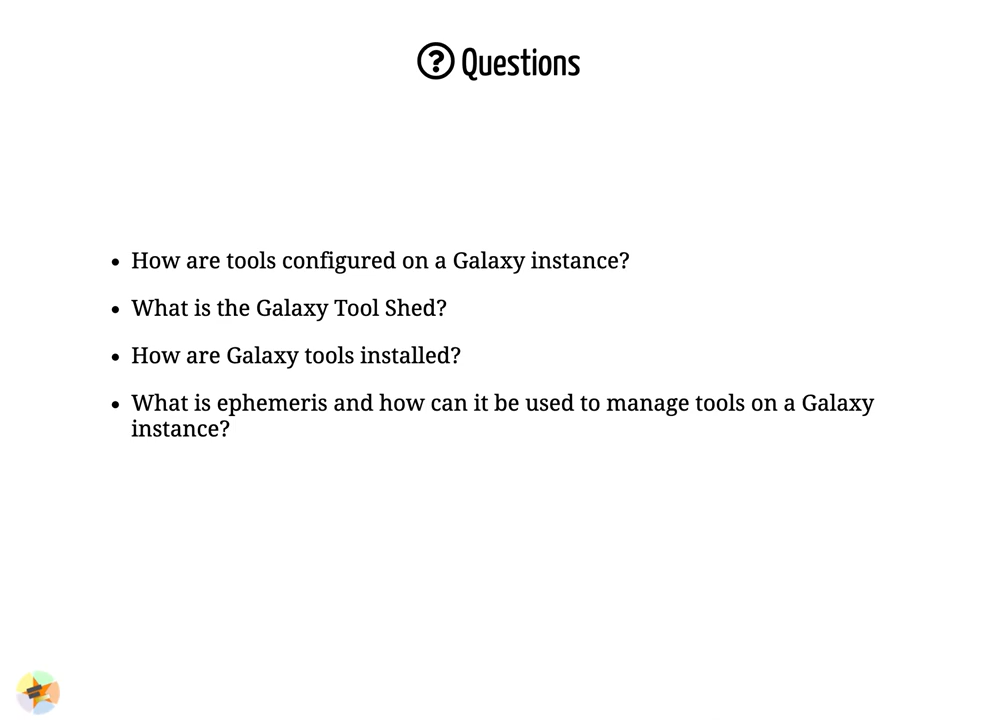 Questions
• How are tools configured on a Galaxy instance?
• What is the Galaxy Tool Shed?
• How are Galaxy tools installed?
• What is ephemeris and how can it be used to manage tools on a Galaxy
instance?